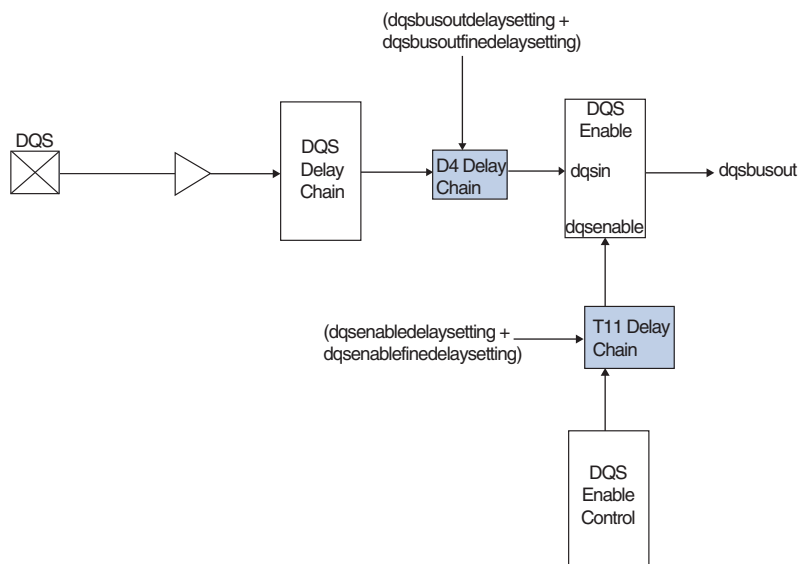 (dqsbusoutdelaysetting +
dqsbusoutfinedelaysetting)
DQS
DQS
Delay
Chain
D4 Delay
Chain
DQS
Enable
dqsin
dqsenable
dqsbusout
(dqsenabledelaysetting +
dqsenablefinedelaysetting)
T11 Delay
Chain
DQS
Enable
Control